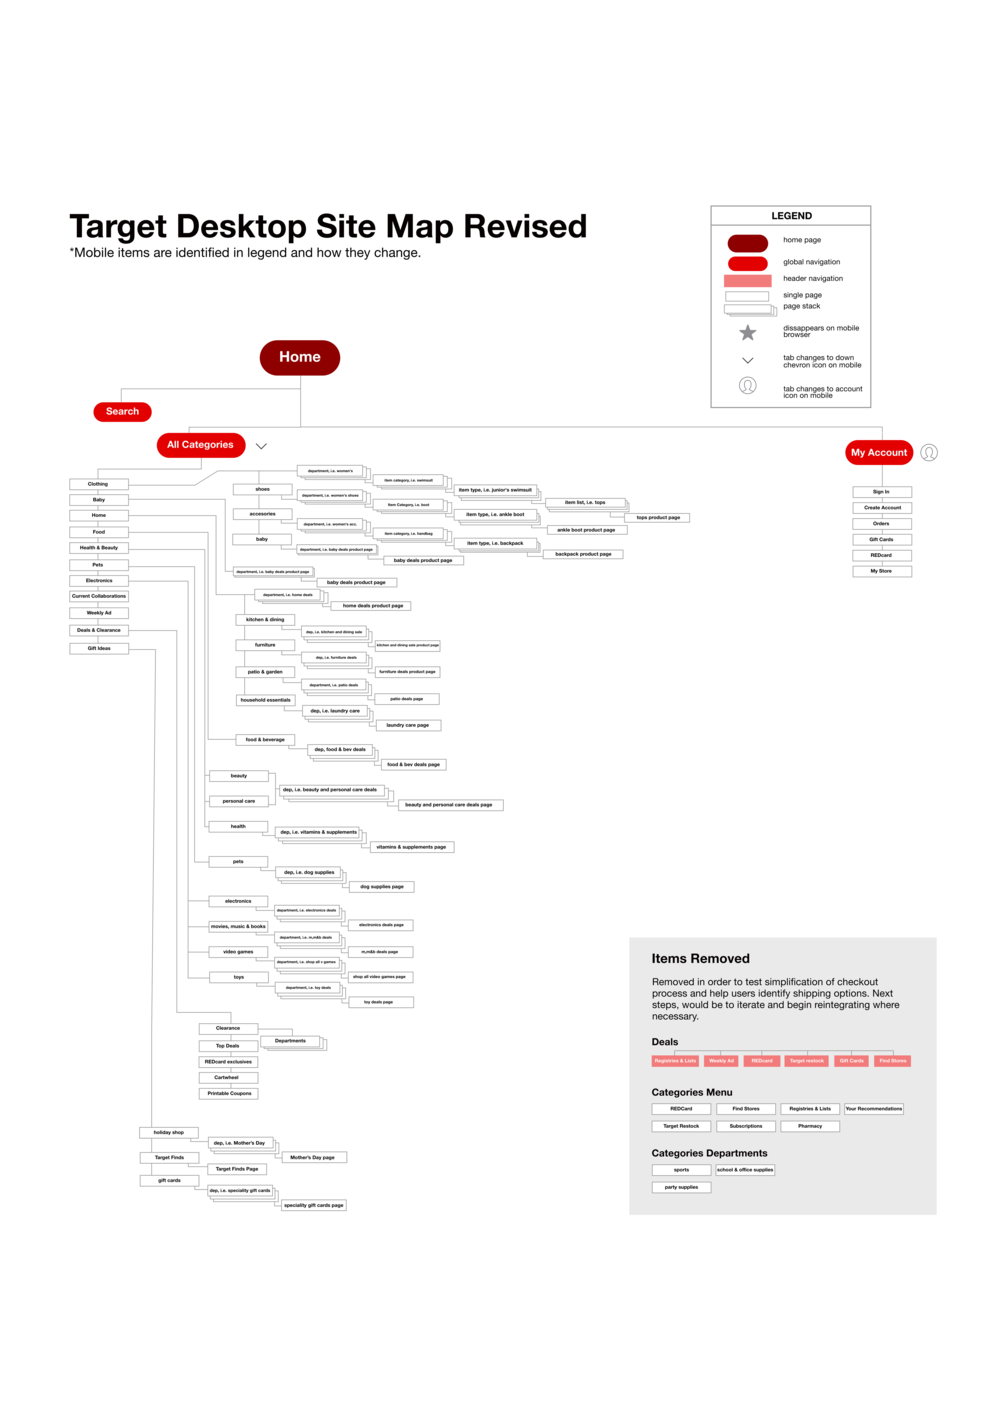 Target Desktop Site Map Revised
*Mobile items are identified in legend and how they change.
LEGEND
home page
global navigation
header navigation
single page
page stack
dissappears on mobile
browser
tab changes to down
chevron icon on mobile
tab changes to account
icon on mobile
Home
Search
All Categories
My Account
Sign In
Create Account
Orders
Gift Cards
REDcard
My Store
Clothing
Baby
Home
Food
Health & Beauty
Pets
Electronics
Current Collaborations
Weekly Ad
Deals & Clearance
Gift Ideas
department, i.e. women's
item category, i.e. swimsuit
item type, i.e. junior's swimsuit
item list, i.e. tops
tops product page
shoes
department, i.e. women's shoes
Item Category, i.e. boot
item type, i.e. ankle boot
ankle boot product page
accesories
department, i.e. women's acc.
item category, i.e. handbag
item type, i.e. backpack
backpack product page
baby
department, i.e. baby deals product page
baby deals product page
department, i.e. baby deals product page
baby deals product page
department, i.e. home deals
home deals product page
kitchen & dining
dep, i.e. kitchen and dining sale
kitchen and dining sale product page
furniture
dep, i.e. furniture deals
furniture deals product page
patio & garden
department, i.e. patio deals
patio deals page
household essentials
dep, i.e. laundry care
laundry care page
food & beverage
dep, food & bev deals
food & bev deals page
beauty
dep, i.e. beauty and personal care deals
personal care
beauty and personal care deals page
health
dep, i.e. vitamins & supplements
vitamins & supplements page
pets
dep, i.e. dog supplies
dog supplies page
electronics
department, i.e. electronics deals
electronics deals page
movies, music & books
department, i.e. m,m&b deals
m,m&b deals page
video games
department, i.e. shop all v games
shop all video games page
toys
department, i.e. toy deals
toy deals page
Clearance
Departments
Top Deals
REDcard exclusives
Cartwheel
Printable Coupons
holiday shop
dep, i.e. Mother's Day
Mother's Day page
Target Finds
Target Finds Page
gift cards
dep, i.e. speciality gift cards
speciality gift cards page
Items Removed
Removed in order to test simplification of checkout
process and help users identify shipping options. Next
steps, would be to iterate and begin reintegrating where
necessary.
Deals
Registries & Lists
Weekly Ad
REDcard
Target restock
Gift Cards
Find Stores
Categories Menu
REDCard
Find Stores
Registries & Lists
Your Recommendations
Target Restock
Subscriptions
Pharmacy
Categories Departments
sports
school & office supplies
party supplies